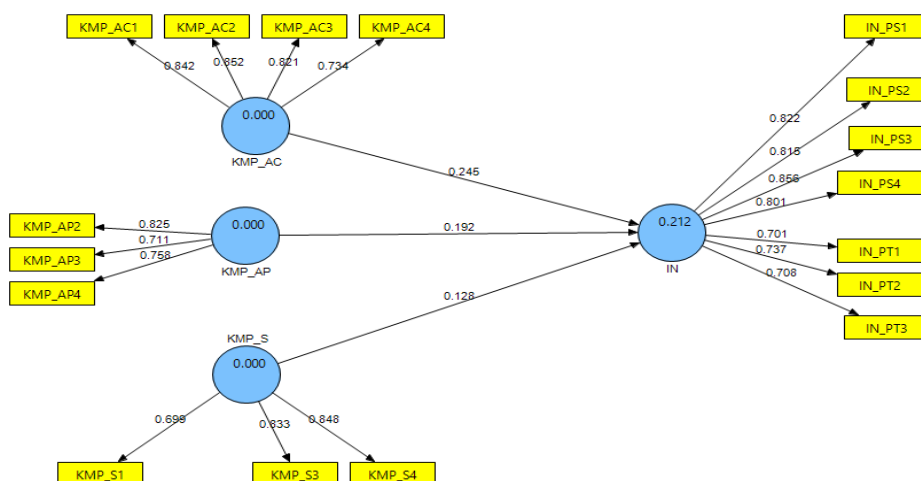 KMP_AC1 KMP_AC2 KMP_AC3 KMP_AC4
IN_PS1
0.842 0.852 0.821 0.734
IN_PS2
0.000
KMP_AC
0.822
0.815
IN_PS3
0.856
0.245
IN_PS4
0.801
KMP_AP2
0.825
0.000
0.192
0.212
KMP_AP3
0.711
KMP_AP
IN
0.701
IN_PT1
0.758
0.737
KMP_AP4
IN_PT2
0.708
0.128
IN_PT3
KMP_S
0.000
0.699 0.833 0.848
KMP_S1 KMP_S3 KMP_S4